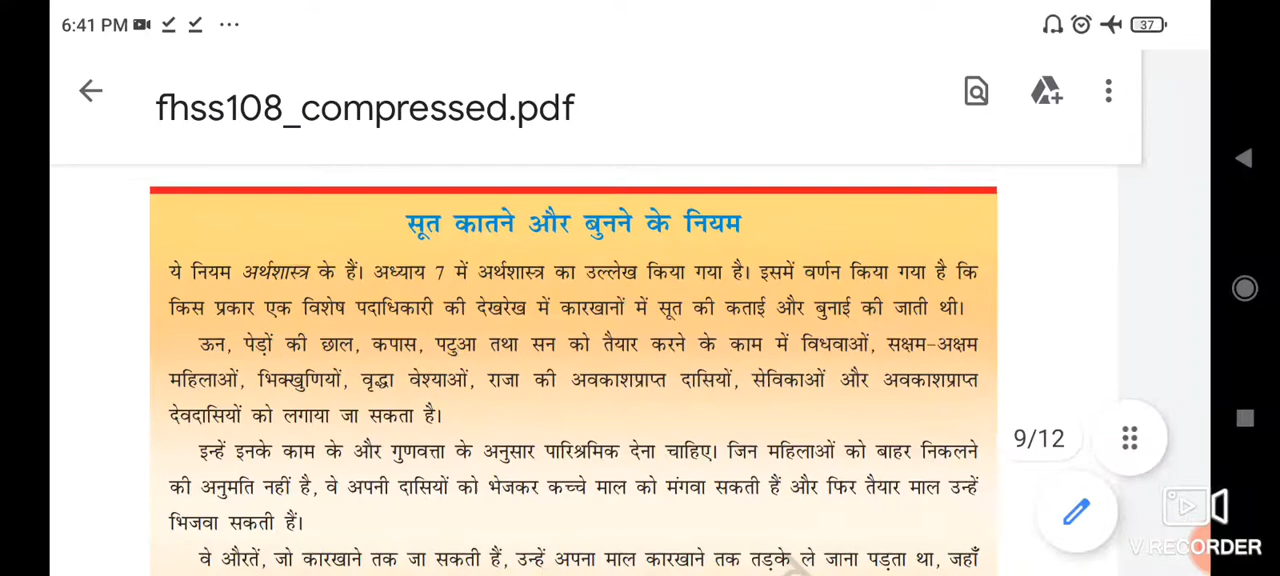 6:41 PM
37
fhss108_compressed.pdf
सूत कातने और बुनने के नियम
ये नियम अर्थशास्त्र के हैं। अध्याय 7 में अर्थशास्त्र का उल्लेख किया गया है। इसमें वर्णन किया गया है कि
किस प्रकार एक विशेष पदाधिकारी की देखरेख में कारखानों में सूत की कताई और बुनाई की जाती थी।
ऊन, पेड़ों की छाल, कपास, पटुआ तथा सन को तैयार करने के काम में विधवाओं, सक्षम-अक्षम
महिलाओं, भिक्खुणियों, वृद्धा वेश्याओं, राजा की अवकाशप्राप्त दासियों, सेविकाओं और अवकाशप्राप्त
देवदासियों को लगाया जा सकता है।
इन्हें इनके काम के और गुणवत्ता के अनुसार पारिश्रमिक देना चाहिए। जिन महिलाओं को बाहर निकलने
की अनुमति नहीं है, वे अपनी दासियों को भेजकर कच्चे माल को मंगवा सकती हैं और फिर तैयार माल उन्हें
भिजवा सकती हैं।
वे औरतें, जो कारखाने तक जा सकती हैं, उन्हें अपना माल कारखाने तक तड़के ले जाना पड़ता था, जहाँ
9/12
VRECORDER